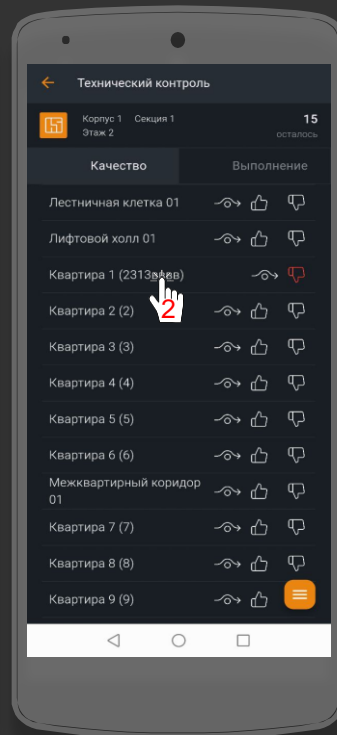 Технический контроль
Корпус 1 Секция 1
Этаж 2
15
осталось
Качество
Выполнение
Лестничная клетка 01
Лифтовой холл 01
Квартира 1
2
Квартира 2 (2)
Квартира 3 (3)
Квартира 4 (4)
Квартира 5 (5)
Квартира 6 (6)
Межквартирный коридор
01
Квартира 7 (7)
Квартира 8 (8)
Квартира 9 (9)